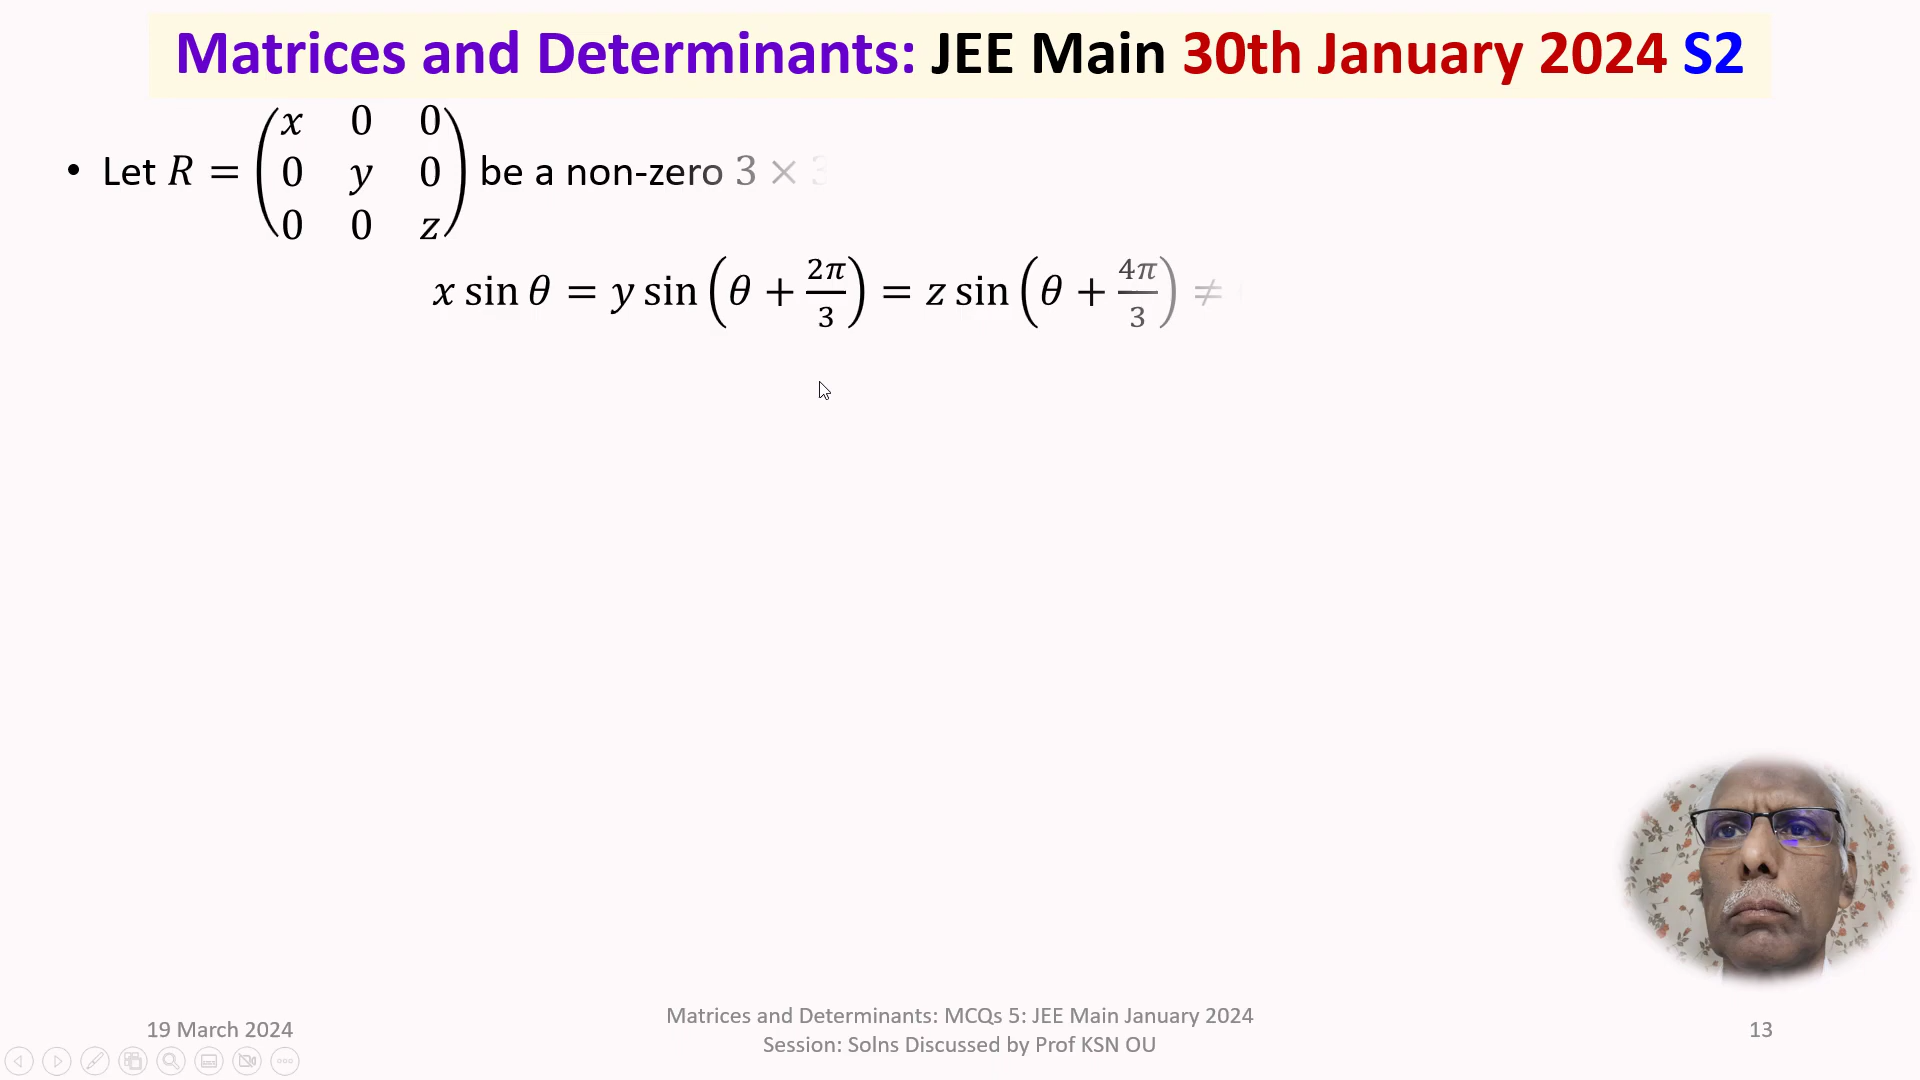 Matrices and Determinants: JEE Main 30th January 2024 S2
x 0 0
• Let R = 0 y 0 be a non-zero 3 × 3
0 0 z
x sin θ = y sin (θ + 2π/3) = z sin (θ + 4π/3) ≠
19 March 2024
Matrices and Determinants: MCQs 5: JEE Main January 2024
Session: Solns Discussed by Prof KSN OU
13